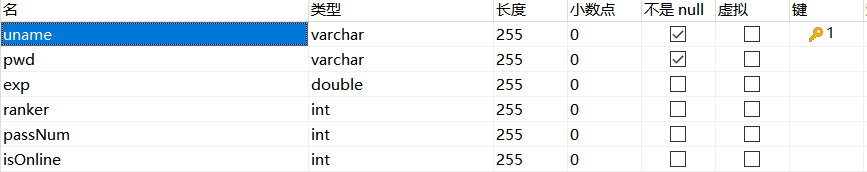 名 类型 长度 小数点 不是 null 虚拟 键
uname varchar 255 0 1
pwd varchar 255 0
exp double 255 0
ranker int 255 0
passNum int 255 0
isOnline int 255 0